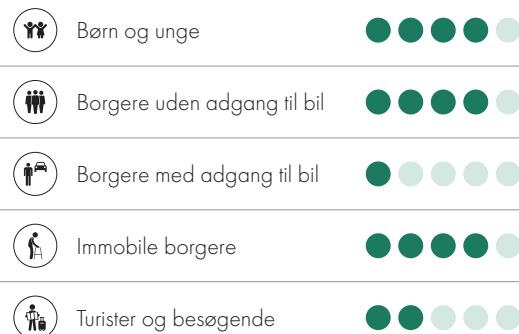 Børn og unge
Borgere uden adgang til bil
Borgere med adgang til bil
Immobile borgere
Turister og besøgende